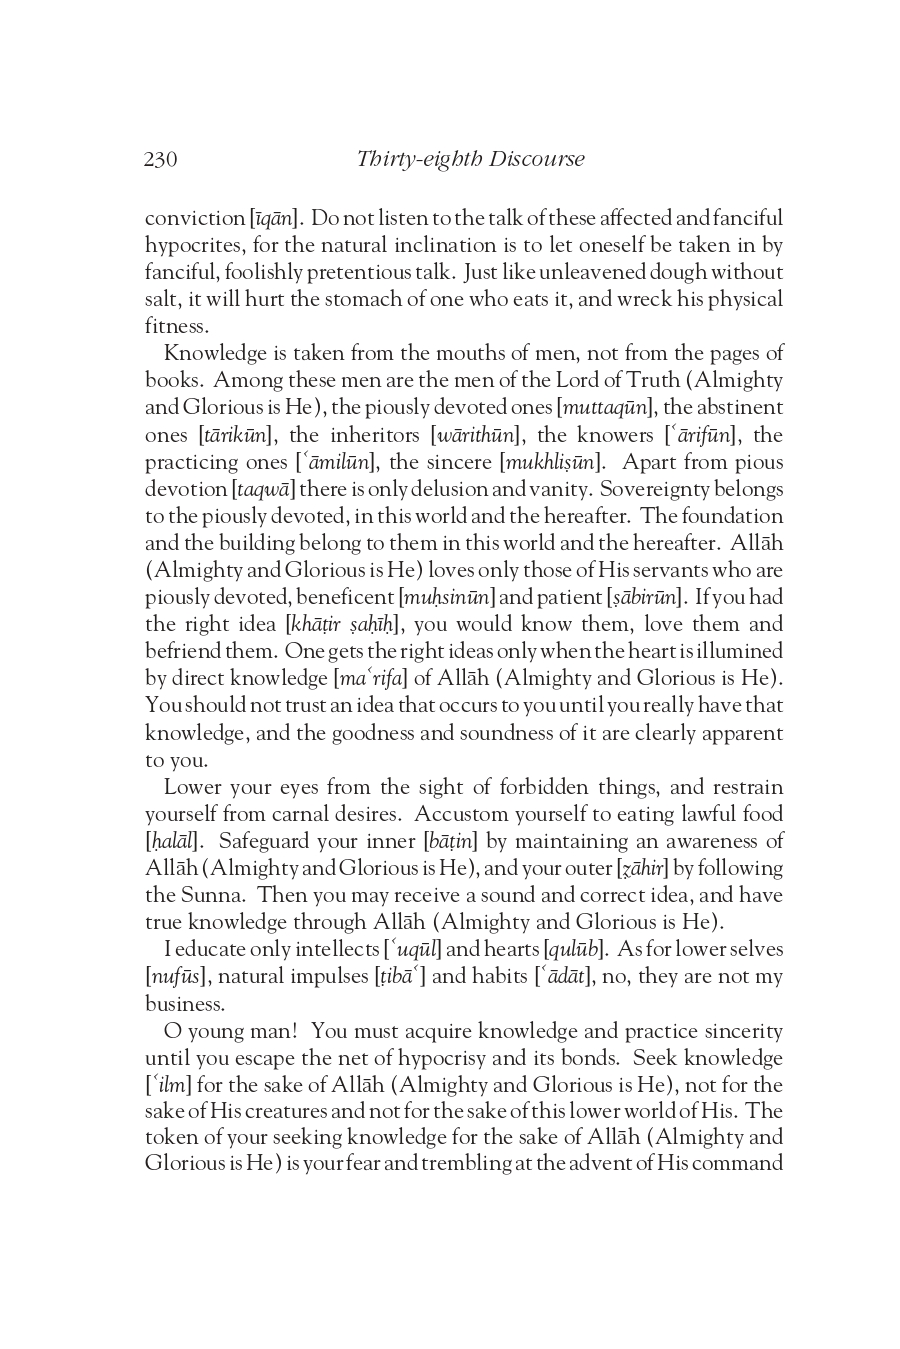 230 Thirty-eighth Discourse
conviction [īqān]. Do not listen to the talk of these affected and fanciful
hypocrites, for the natural inclination is to let oneself be taken in by
fanciful, foolishly pretentious talk. Just like unleavened dough without
salt, it will hurt the stomach of one who eats it, and wreck his physical
fitness.
Knowledge is taken from the mouths of men, not from the pages of
books. Among these men are the men of the Lord of Truth (Almighty
and Glorious is He), the piously devoted ones [muttaqūn], the abstinent
ones [tārikūn], the inheritors [wārithūn], the knowers [ʿārifūn], the
practicing ones [ʿāmilūn], the sincere [mukhliṣūn]. Apart from pious
devotion [taqwā] there is only delusion and vanity. Sovereignty belongs
to the piously devoted, in this world and the hereafter. The foundation
and the building belong to them in this world and the hereafter. Allāh
(Almighty and Glorious is He) loves only those of His servants who are
piously devoted, beneficent [muḥsinūn] and patient [ṣābirūn]. If you had
the right idea [khāṭir ṣaḥīḥ], you would know them, love them and
befriend them. One gets the right ideas only when the heart is illumined
by direct knowledge [maʿrifa] of Allāh (Almighty and Glorious is He).
You should not trust an idea that occurs to you until you really have that
knowledge, and the goodness and soundness of it are clearly apparent
to you.
Lower your eyes from the sight of forbidden things, and restrain
yourself from carnal desires. Accustom yourself to eating lawful food
[ḥalāl]. Safeguard your inner [bāṭin] by maintaining an awareness of
Allāh (Almighty and Glorious is He), and your outer [ẓāhir] by following
the Sunna. Then you may receive a sound and correct idea, and have
true knowledge through Allāh (Almighty and Glorious is He).
I educate only intellects [ʿuqūl] and hearts [qulūb]. As for lower selves
[nufūs], natural impulses [ṭibāʿ] and habits [ʿādāt], no, they are not my
business.
O young man! You must acquire knowledge and practice sincerity
until you escape the net of hypocrisy and its bonds. Seek knowledge
[ʿilm] for the sake of Allāh (Almighty and Glorious is He), not for the
sake of His creatures and not for the sake of this lower world of His. The
token of your seeking knowledge for the sake of Allāh (Almighty and
Glorious is He) is your fear and trembling at the advent of His command